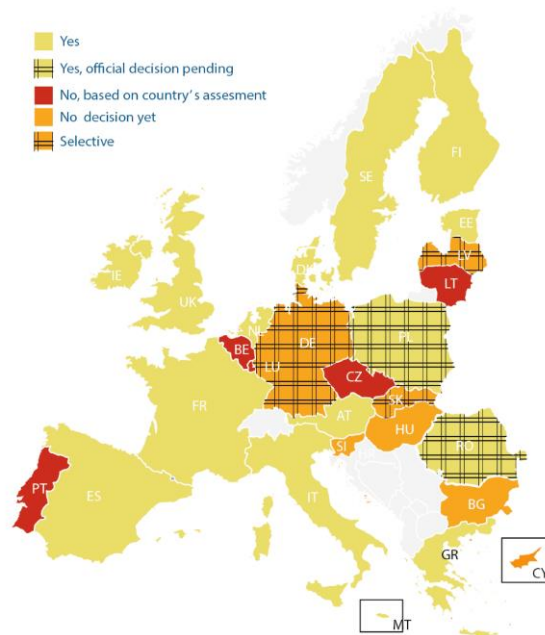 Yes
Yes, official decision pending
No, based on country's assesment
No decision yet
Selective
FI
SE
EE
LV
DK
LT
IE
UK
NL
PL
DE
BE
LU
CZ
SK
FR
AT
HU
SI
RO
PT
ES
IT
BG
GR
CY
MT